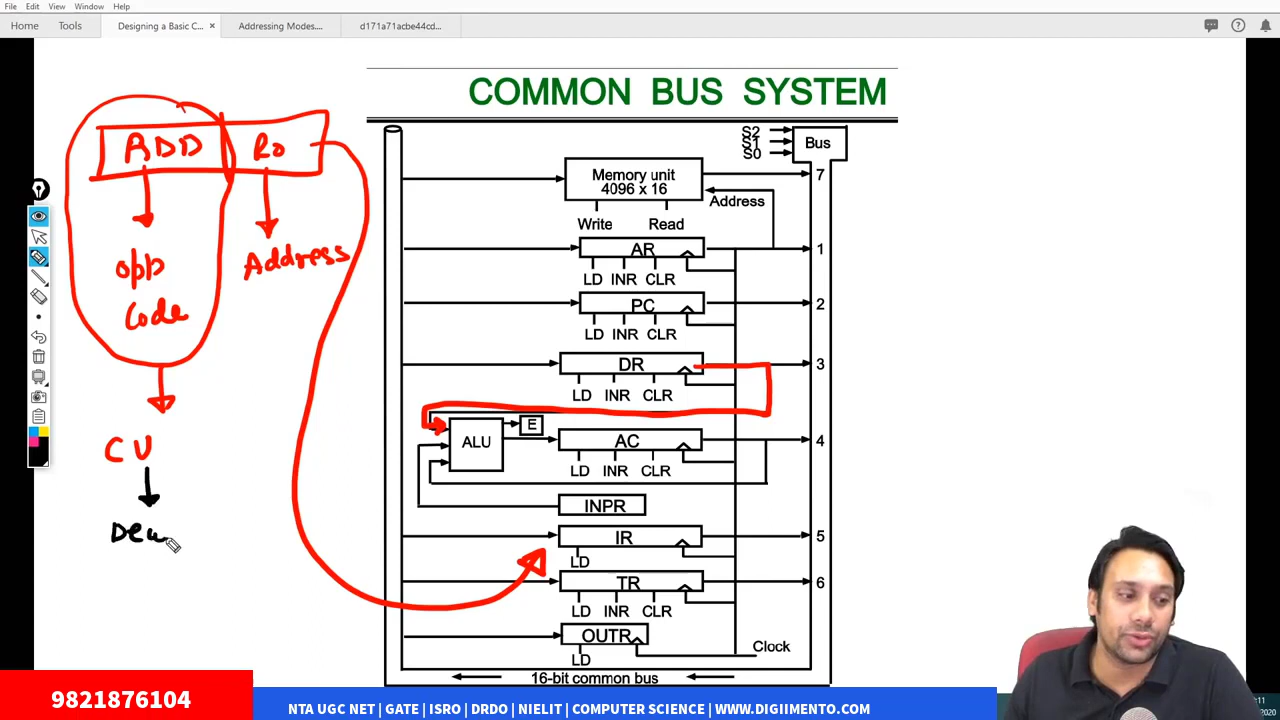 File Edit View Window Help
Home Tools Designing a Basic C... × Addressing Modes.... d171a71acbe44cd...
COMMON BUS SYSTEM
ADD R0
Address
opp
Code
CU
S2
S1
S0
Bus
Memory unit
4096 x 16
7
Address
Write Read
AR
1
LD INR CLR
PC
2
LD INR CLR
DR
3
LD INR CLR
E
ALU
AC
4
LD INR CLR
INPR
IR
5
LD
TR
6
LD INR CLR
OUTR
LD
Clock
16-bit common bus
9821876104
NTA UGC NET | GATE | ISRO | DRDO | NIELIT | COMPUTER SCIENCE | WWW.DIGIIMENTO.COM
2020